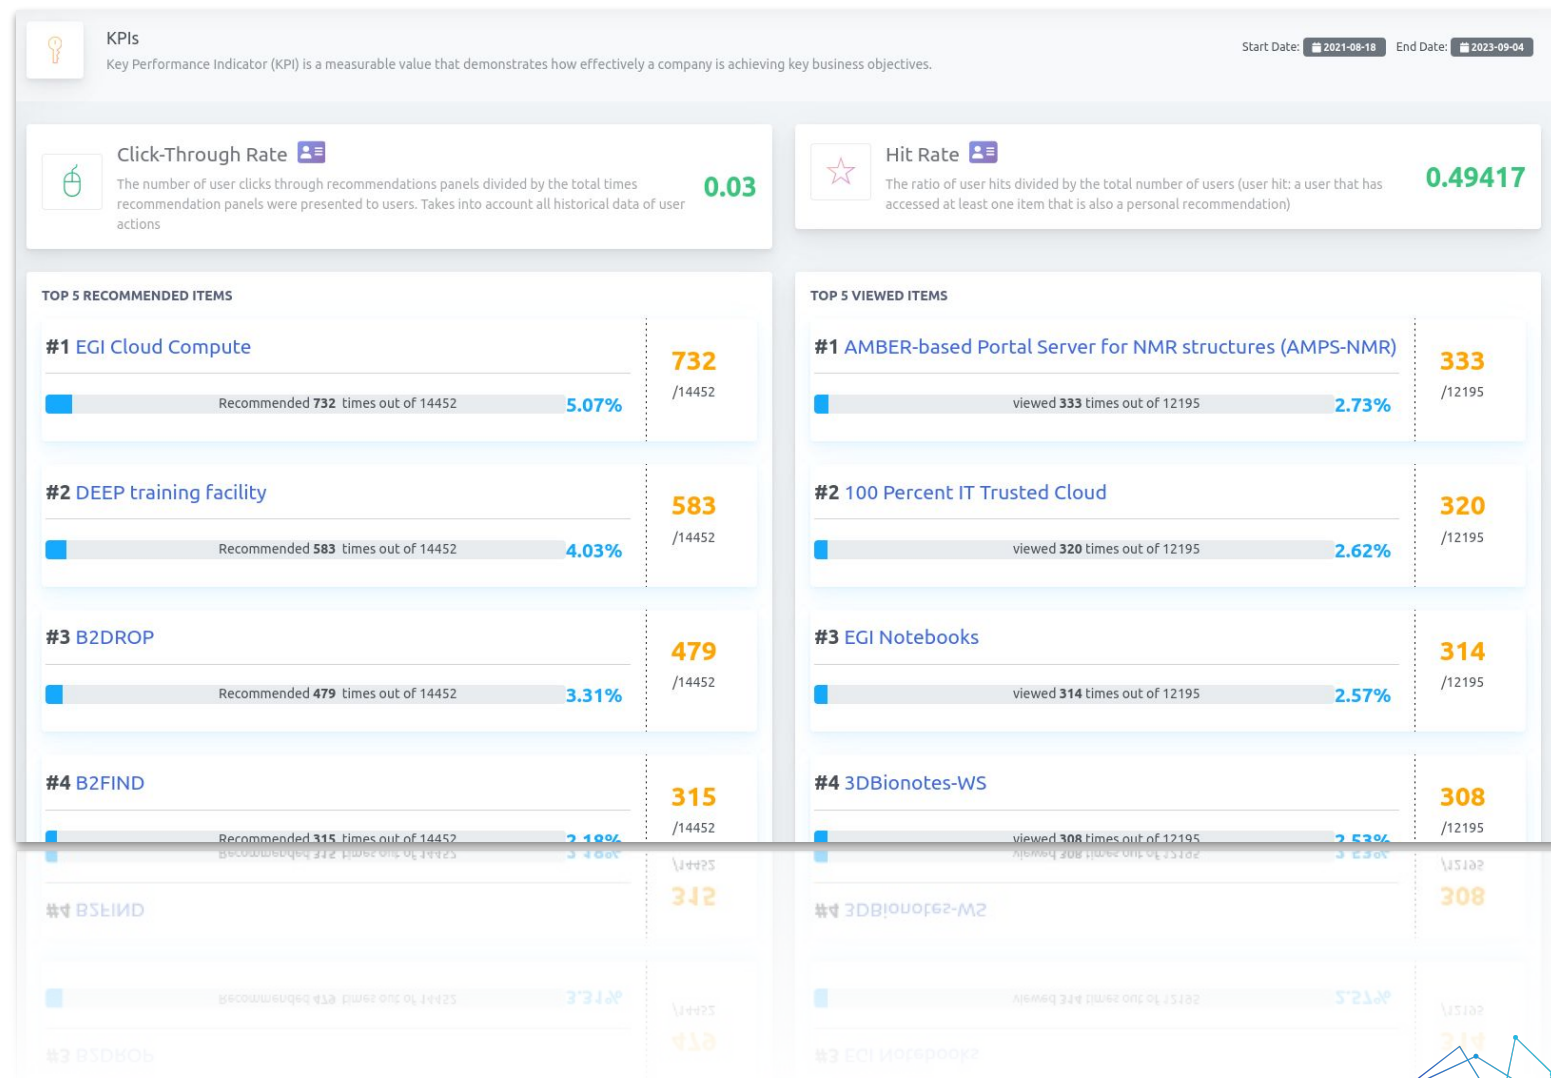 KPIs
Key Performance Indicator (KPI) is a measurable value that demonstrates how effectively a company is achieving key business objectives.
Start Date: 2021-08-18 End Date: 2023-09-04
Click-Through Rate
The number of user clicks through recommendations panels divided by the total times
recommendation panels were presented to users. Takes into account all historical data of user
actions
0.03
Hit Rate
The ratio of user hits divided by the total number of users (user hit: a user that has
accessed at least one item that is also a personal recommendation)
0.49417
TOP 5 RECOMMENDED ITEMS
#1 EGI Cloud Compute
Recommended 732 times out of 14452
5.07%
732
/14452
#2 DEEP training facility
Recommended 583 times out of 14452
4.03%
583
/14452
#3 B2DROP
Recommended 479 times out of 14452
3.31%
479
/14452
#4 B2FIND
Recommended 315 times out of 14452
2.18%
315
/14452
TOP 5 VIEWED ITEMS
#1 AMBER-based Portal Server for NMR structures (AMPS-NMR)
viewed 333 times out of 12195
2.73%
333
/12195
#2 100 Percent IT Trusted Cloud
viewed 320 times out of 12195
2.62%
320
/12195
#3 EGI Notebooks
viewed 314 times out of 12195
2.57%
314
/12195
#4 3DBionotes-WS
viewed 308 times out of 12195
2.53%
308
/12195